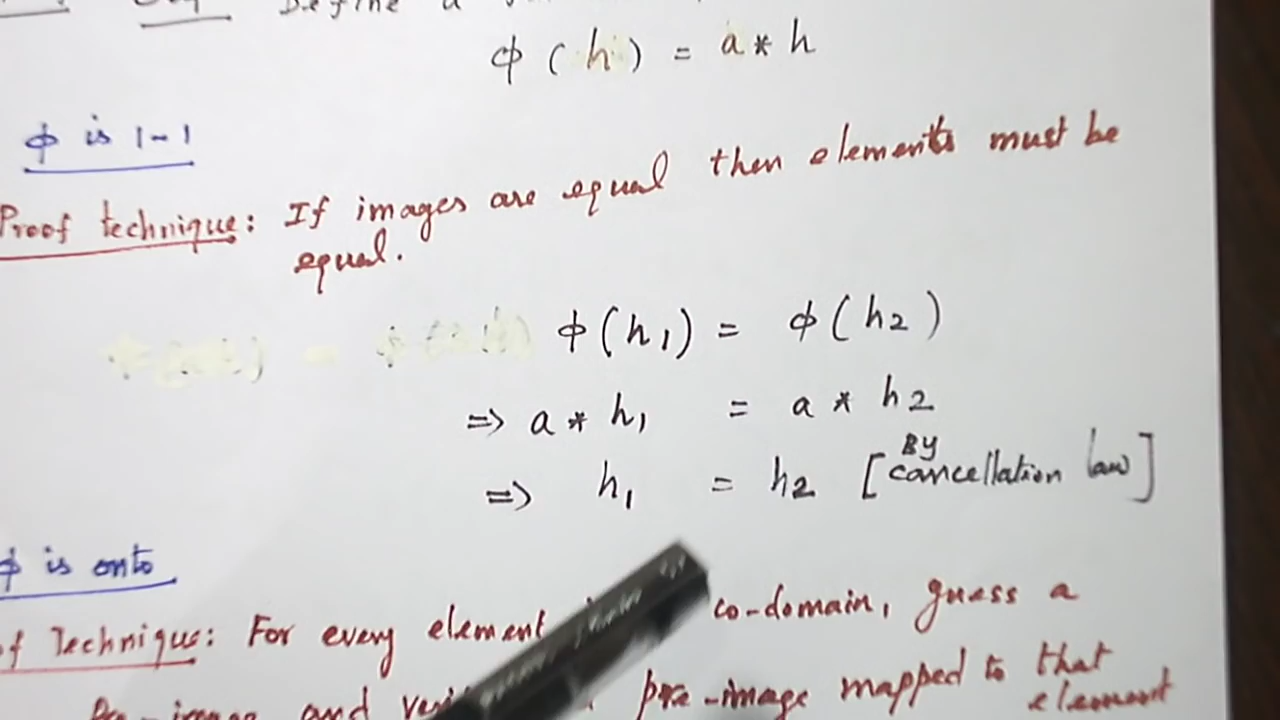 Define a
φ ( h ) = a * h
φ is 1-1
Proof technique: If images are equal then elements must be
equal.
φ(h1) = φ(h2)
=> a * h1 = a * h2
=> h1 = h2 [By cancellation law]
φ is onto
of Technique: For every element co-domain, guess a
Pre-image and pre-image mapped to that
element